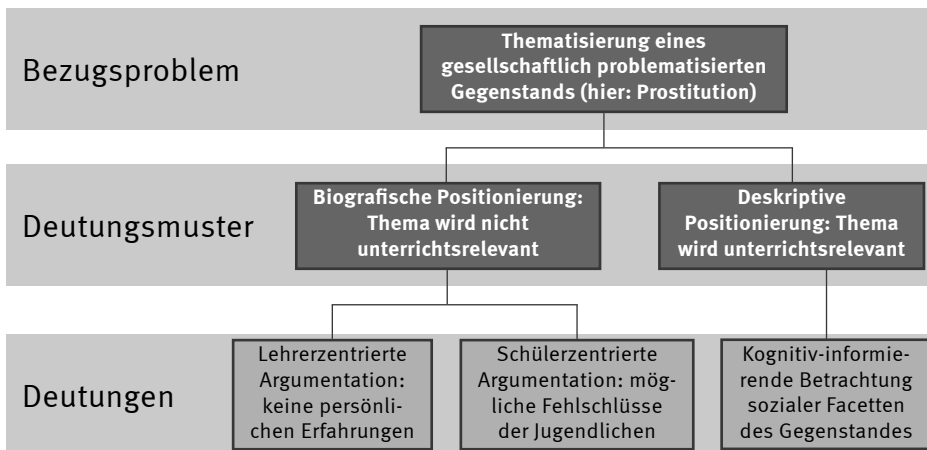 Bezugsproblem
Thematisierung eines
gesellschaftlich problematisierten
Gegenstands (hier: Prostitution)
Deutungsmuster
Biografische Positionierung:
Thema wird nicht
unterrichtsrelevant
Deskriptive
Positionierung: Thema
wird unterrichtsrelevant
Deutungen
Lehrerzentrierte
Argumentation:
keine persönli-
chen Erfahrungen
Schülerzentrierte
Argumentation: mög-
liche Fehlschlüsse
der Jugendlichen
Kognitiv-informie-
rende Betrachtung
sozialer Facetten
des Gegenstandes